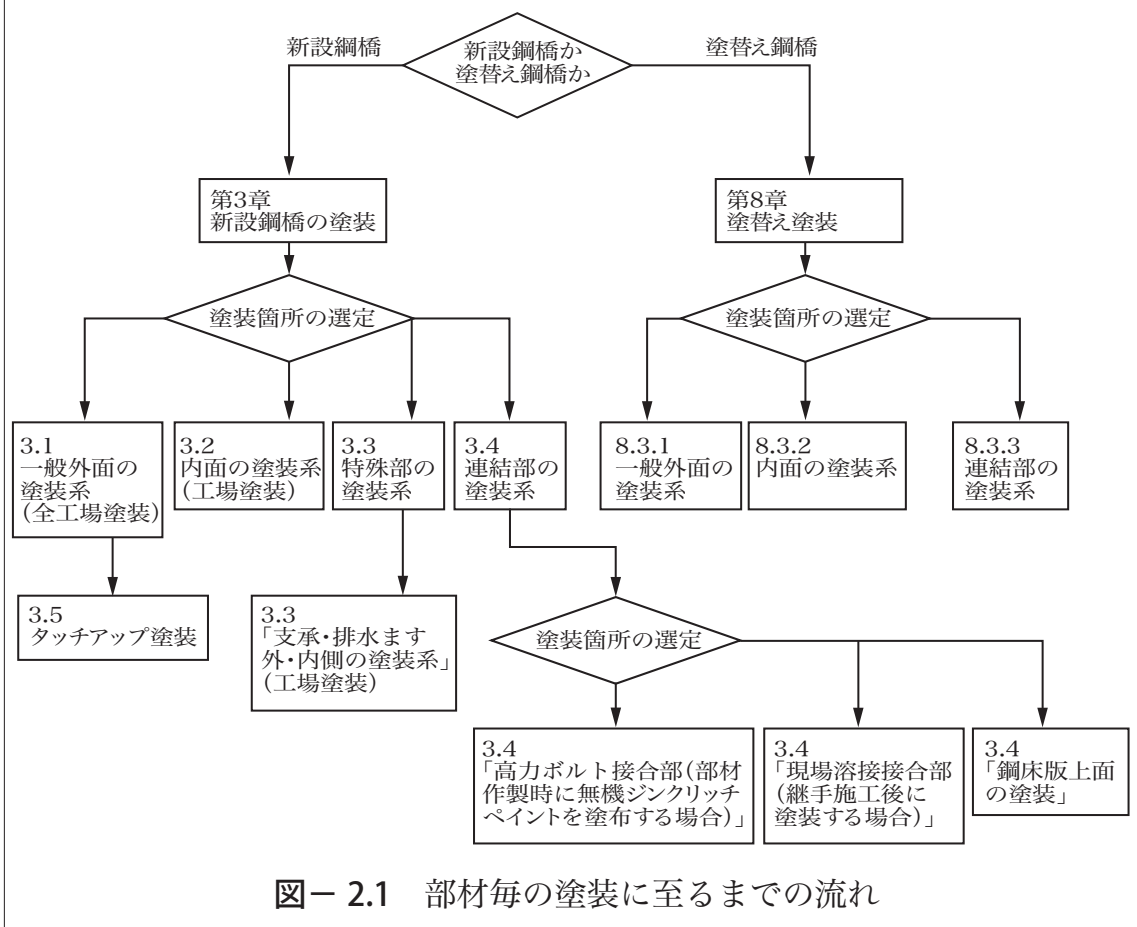 新設綱橋
新設鋼橋か
塗替え鋼橋か
塗替え鋼橋
第3章
新設鋼橋の塗装
第8章
塗替え塗装
塗装箇所の選定
塗装箇所の選定
3.1
一般外面の
塗装系
(全工場塗装)
3.2
内面の塗装系
(工場塗装)
3.3
特殊部の
塗装系
3.4
連結部の
塗装系
8.3.1
一般外面の
塗装系
8.3.2
内面の塗装系
8.3.3
連結部の
塗装系
3.5
タッチアップ塗装
3.3
「支承・排水ます
外・内側の塗装系」
(工場塗装)
塗装箇所の選定
3.4
「高力ボルト接合部(部材
作製時に無機ジンクリッチ
ペイントを塗布する場合)」
3.4
「現場溶接接合部
(継手施工後に
塗装する場合)」
3.4
「鋼床版上面
の塗装」
図－2.1　部材毎の塗装に至るまでの流れ